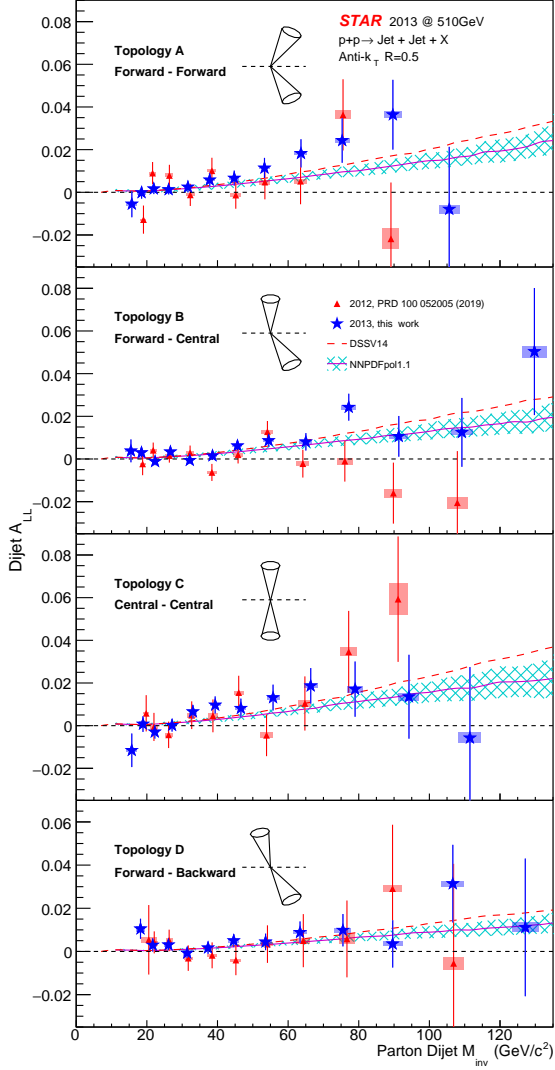 STAR 2013 @ 510GeV
p+p→ Jet + Jet + X
Anti-k_T R=0.5
Topology A
Forward - Forward
0.08
0.06
0.04
0.02
0
−0.02
Topology B
Forward - Central
2012, PRD 100 052005 (2019)
2013, this work
DSSV14
NNPDFpol1.1
0.08
0.06
0.04
0.02
0
−0.02
Topology C
Central - Central
0.08
0.06
0.04
0.02
0
−0.02
Topology D
Forward - Backward
0.06
0.04
0.02
0
−0.02
Dijet A_LL
0 20 40 60 80 100 120
Parton Dijet M_inv (GeV/c²)